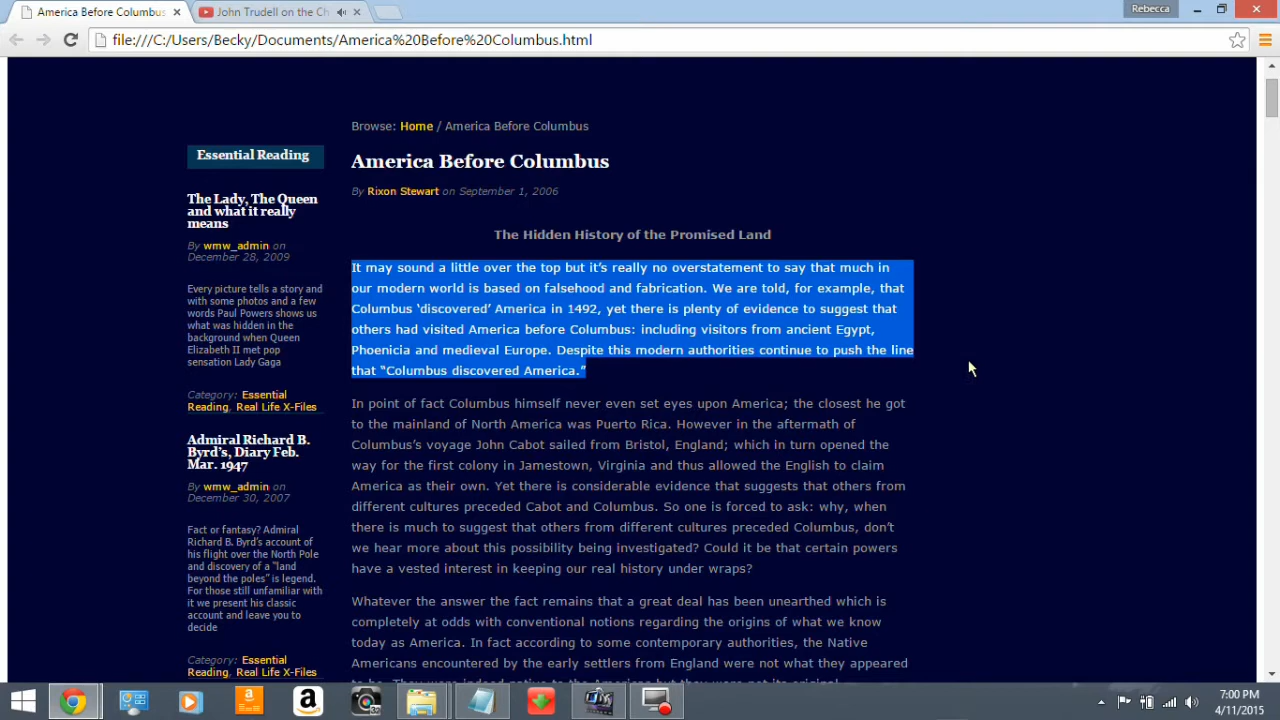 America Before Columbus
John Trudell on the Ch
Rebecca
file:///C:/Users/Becky/Documents/America%20Before%20Columbus.html
Browse: Home / America Before Columbus
Essential Reading
The Lady, The Queen
and what it really
means
By wmw_admin on
December 28, 2009
Every picture tells a story and
with some photos and a few
words Paul Powers shows us
what was hidden in the
background when Queen
Elizabeth II met pop
sensation Lady Gaga
Category: Essential
Reading, Real Life X-Files
Admiral Richard B.
Byrd's, Diary Feb.
Mar. 1947
By wmw_admin on
December 30, 2007
Fact or fantasy? Admiral
Richard B. Byrd's account of
his flight over the North Pole
and discovery of a "land
beyond the poles" is legend.
For those still unfamiliar with
it we present his classic
account and leave you to
decide
Category: Essential
Reading, Real Life X-Files
America Before Columbus
By Rixon Stewart on September 1, 2006
The Hidden History of the Promised Land
It may sound a little over the top but it's really no overstatement to say that much in
our modern world is based on falsehood and fabrication. We are told, for example, that
Columbus 'discovered' America in 1492, yet there is plenty of evidence to suggest that
others had visited America before Columbus: including visitors from ancient Egypt,
Phoenicia and medieval Europe. Despite this modern authorities continue to push the line
that “Columbus discovered America.”
In point of fact Columbus himself never even set eyes upon America; the closest he got
to the mainland of North America was Puerto Rica. However in the aftermath of
Columbus's voyage John Cabot sailed from Bristol, England; which in turn opened the
way for the first colony in Jamestown, Virginia and thus allowed the English to claim
America as their own. Yet there is considerable evidence that suggests that others from
different cultures preceded Cabot and Columbus. So one is forced to ask: why, when
there is much to suggest that others from different cultures preceded Columbus, don't
we hear more about this possibility being investigated? Could it be that certain powers
have a vested interest in keeping our real history under wraps?
Whatever the answer the fact remains that a great deal has been unearthed which is
completely at odds with conventional notions regarding the origins of what we know
today as America. In fact according to some contemporary authorities, the Native
Americans encountered by the early settlers from England were not what they appeared
to be. They were indeed native to the Americas but they were not its original
7:00 PM
4/11/2015